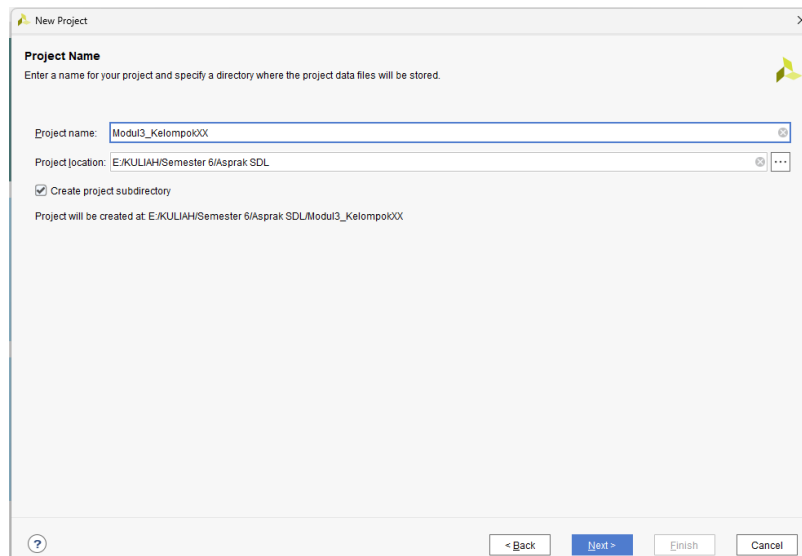 New Project
Project Name
Enter a name for your project and specify a directory where the project data files will be stored.
Project name: Modul3_KelompokXX
Project location: E:/KULIAH/Semester 6/Asprak SDL
...
Create project subdirectory
Project will be created at: E:/KULIAH/Semester 6/Asprak SDL/Modul3_KelompokXX
? < Back Next > Finish Cancel